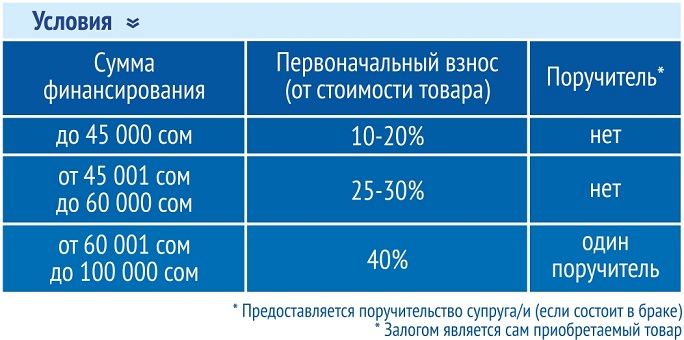 Условия
Сумма
финансирования
Первоначальный взнос
(от стоимости товара)
Поручитель*
до 45 000 сом
10-20%
нет
от 45 001 сом
до 60 000 сом
25-30%
нет
от 60 001 сом
до 100 000 сом
40%
один
поручитель
* Предоставляется поручительство супруга/и (если состоит в браке)
* Залогом является сам приобретаемый товар